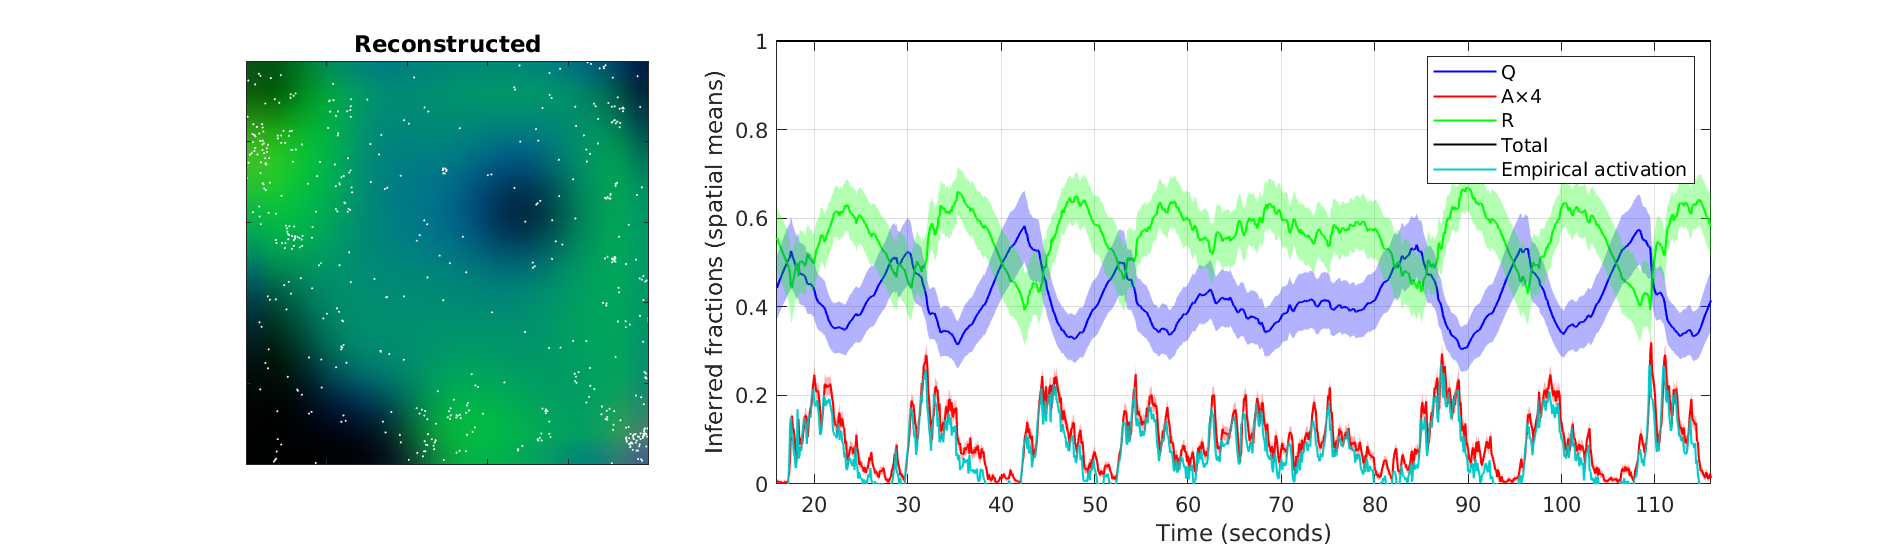 Reconstructed
Inferred fractions (spatial means)
1
0.8
0.6
0.4
0.2
0
Q
A×4
R
Total
Empirical activation
20 30 40 50 60 70 80 90 100 110
Time (seconds)